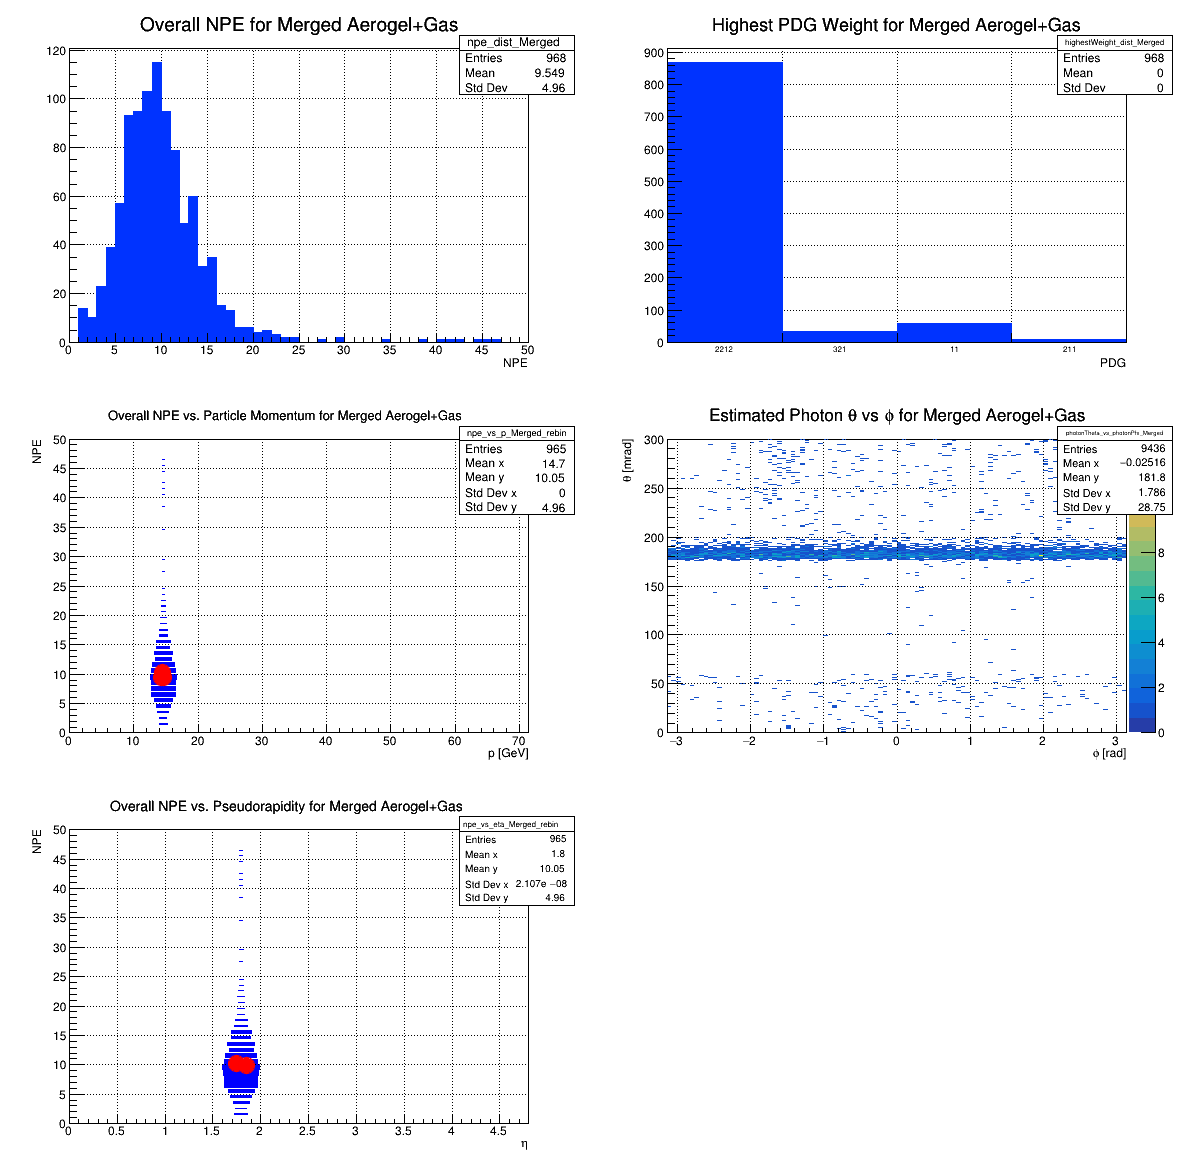 Overall NPE for Merged Aerogel+Gas
npe_dist_Merged
Entries 968
Mean 9.549
Std Dev 4.96
120
100
80
60
40
20
0
0 5 10 15 20 25 30 35 40 45 50
NPE
Highest PDG Weight for Merged Aerogel+Gas
highestWeight_dist_Merged
Entries 968
Mean 0
Std Dev 0
900
800
700
600
500
400
300
200
100
0
2212 321 11 211
PDG
Overall NPE vs. Particle Momentum for Merged Aerogel+Gas
npe_vs_p_Merged_rebin
Entries 965
Mean x 14.7
Mean y 10.05
Std Dev x 0
Std Dev y 4.96
NPE
50
45
40
35
30
25
20
15
10
5
0
0 10 20 30 40 50 60 70
p [GeV]
Estimated Photon θ vs ϕ for Merged Aerogel+Gas
photonTheta_vs_photonPhi_Merged
Entries 9436
Mean x −0.02516
Mean y 181.8
Std Dev x 1.786
Std Dev y 28.75
θ [mrad]
300
250
200
150
100
50
0
−3 −2 −1 0 1 2 3
ϕ [rad]
8
6
4
2
0
Overall NPE vs. Pseudorapidity for Merged Aerogel+Gas
npe_vs_eta_Merged_rebin
Entries 965
Mean x 1.8
Mean y 10.05
Std Dev x 2.107e −08
Std Dev y 4.96
NPE
50
45
40
35
30
25
20
15
10
5
0
0 0.5 1 1.5 2 2.5 3 3.5 4 4.5
η